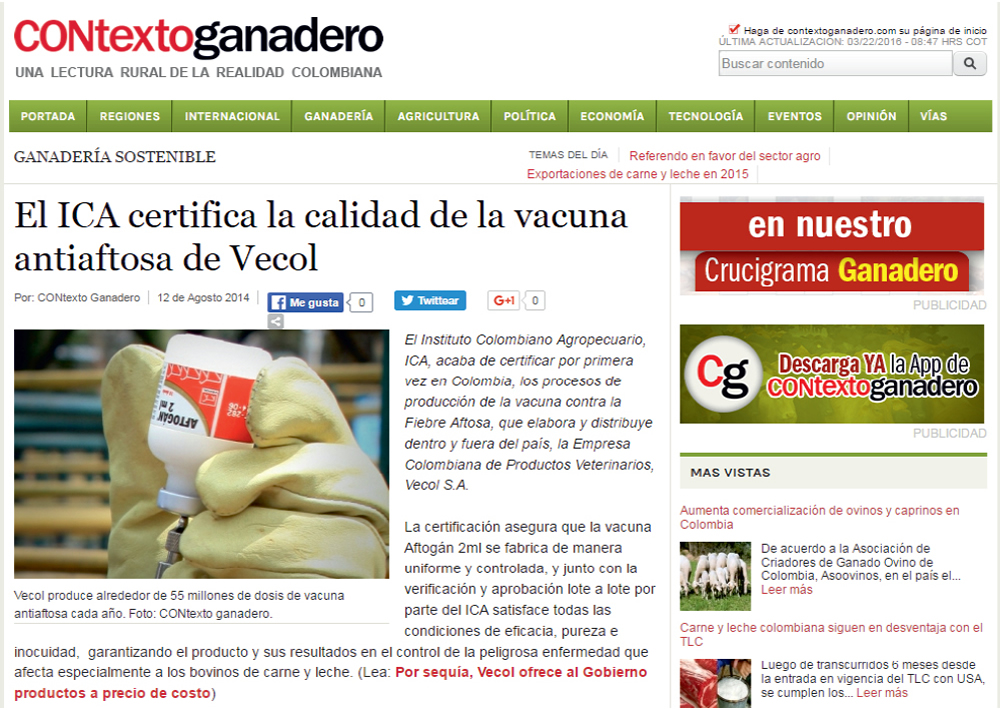 CONtextoganadero
UNA LECTURA RURAL DE LA REALIDAD COLOMBIANA
Haga de contextoganadero.com su página de inicio
ÚLTIMA ACTUALIZACIÓN: 03/22/2016 - 08:47 HRS COT
Buscar contenido
PORTADA REGIONES INTERNACIONAL GANADERÍA AGRICULTURA POLÍTICA ECONOMÍA TECNOLOGÍA EVENTOS OPINIÓN VÍAS
GANADERÍA SOSTENIBLE
TEMAS DEL DÍA Referendo en favor del sector agro
Exportaciones de carne y leche en 2015
El ICA certifica la calidad de la vacuna
antiaftosa de Vecol
Por: CONtexto Ganadero 12 de Agosto 2014 Me gusta 0 Twittear G+1 0
AFTOGÁN
2 ml
Vecol produce alrededor de 55 millones de dosis de vacuna
antiaftosa cada año. Foto: CONtexto ganadero.
El Instituto Colombiano Agropecuario,
ICA, acaba de certificar por primera
vez en Colombia, los procesos de
producción de la vacuna contra la
Fiebre Aftosa, que elabora y distribuye
dentro y fuera del país, la Empresa
Colombiana de Productos Veterinarios,
Vecol S.A.
La certificación asegura que la vacuna
Aftogán 2ml se fabrica de manera
uniforme y controlada, y junto con la
verificación y aprobación lote a lote por
parte del ICA satisface todas las
condiciones de eficacia, pureza e
inocuidad, garantizando el producto y sus resultados en el control de la peligrosa enfermedad que
afecta especialmente a los bovinos de carne y leche. (Lea: Por sequía, Vecol ofrece al Gobierno
productos a precio de costo)
en nuestro
Crucigrama Ganadero
PUBLICIDAD
Cg
Descarga YA la App de
CONtextoganadero
PUBLICIDAD
MAS VISTAS
Aumenta comercialización de ovinos y caprinos en
Colombia
De acuerdo a la Asociación de
Criadores de Ganado Ovino de
Colombia, Asoovinos, en el país el...
Leer más
Carne y leche colombiana siguen en desventaja con el
TLC
Luego de transcurridos 6 meses desde
la entrada en vigencia del TLC con USA,
se cumplen los... Leer más